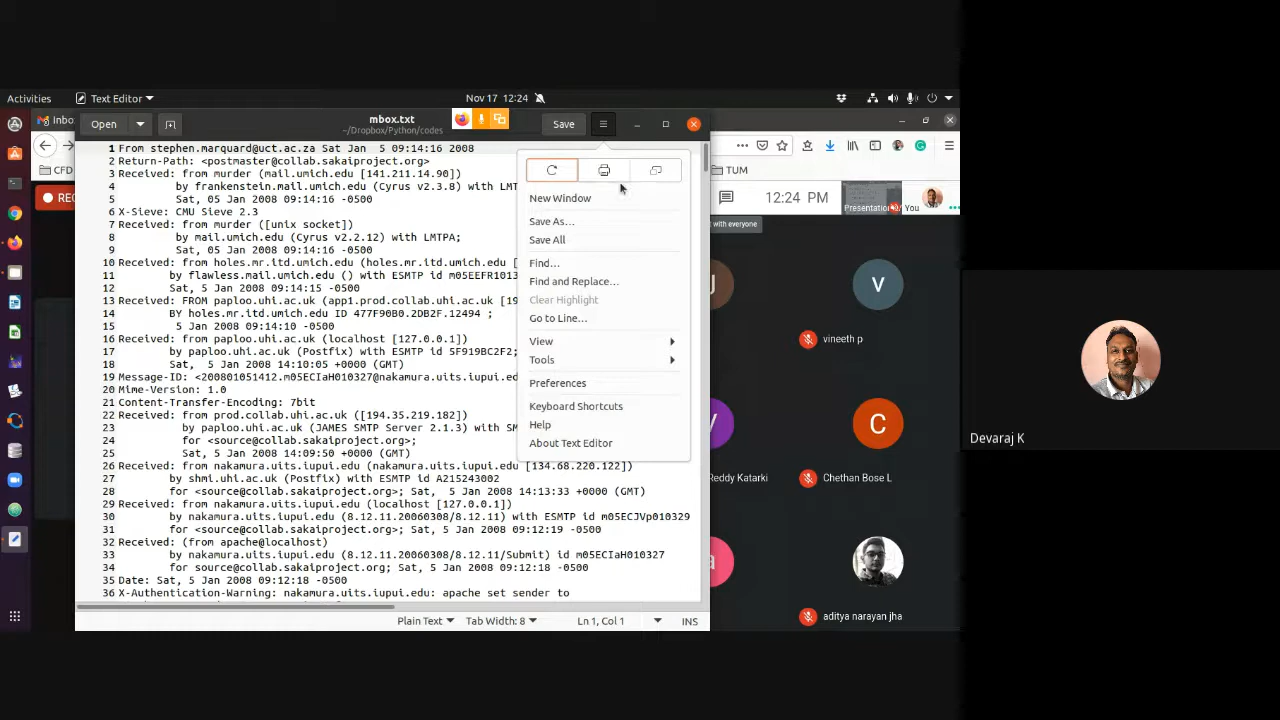 Activities
Text Editor
Nov 17 12:24
Inbo
Open
mbox.txt
~/Dropbox/Python/codes
Save
CFD
TUM
REC
12:24 PM
Presentation
You
t with everyone
1 From stephen.marquard@uct.ac.za Sat Jan  5 09:14:16 2008
2 Return-Path: <postmaster@collab.sakaiproject.org>
3 Received: from murder (mail.umich.edu [141.211.14.90])
4 by frankenstein.mail.umich.edu (Cyrus v2.3.8) with LMT
5 Sat, 05 Jan 2008 09:14:16 -0500
6 X-Sieve: CMU Sieve 2.3
7 Received: from murder ([unix socket])
8 by mail.umich.edu (Cyrus v2.2.12) with LMTPA;
9 Sat, 05 Jan 2008 09:14:16 -0500
10 Received: from holes.mr.itd.umich.edu (holes.mr.itd.umich.ed
11 by flawless.mail.umich.edu () with ESMTP id m05EEFR1013
12 Sat, 5 Jan 2008 09:14:15 -0500
13 Received: FROM paploo.uhi.ac.uk (app1.prod.collab.uhi.ac.uk [19
14 BY holes.mr.itd.umich.edu ID 477F90B0.2DB2F.12494 ;
15 5 Jan 2008 09:14:10 -0500
16 Received: from paploo.uhi.ac.uk (localhost [127.0.0.1])
17 by paploo.uhi.ac.uk (Postfix) with ESMTP id 5F919BC2F2;
18 Sat, 5 Jan 2008 14:10:05 +0000 (GMT)
19 Message-ID: <200801051412.m05ECIaH010327@nakamura.uits.iupui.ed
20 Mime-Version: 1.0
21 Content-Transfer-Encoding: 7bit
22 Received: from prod.collab.uhi.ac.uk ([194.35.219.182])
23 by paploo.uhi.ac.uk (JAMES SMTP Server 2.1.3) with SM
24 for <source@collab.sakaiproject.org>;
25 Sat, 5 Jan 2008 14:09:50 +0000 (GMT)
26 Received: from nakamura.uits.iupui.edu (nakamura.uits.iupui.edu [134.68.220.122])
27 by shmi.uhi.ac.uk (Postfix) with ESMTP id A215243002
28 for <source@collab.sakaiproject.org>; Sat,  5 Jan 2008 14:13:33 +0000 (GMT)
29 Received: from nakamura.uits.iupui.edu (localhost [127.0.0.1])
30 by nakamura.uits.iupui.edu (8.12.11.20060308/8.12.11) with ESMTP id m05ECJVp010329
31 for <source@collab.sakaiproject.org>; Sat, 5 Jan 2008 09:12:19 -0500
32 Received: (from apache@localhost)
33 by nakamura.uits.iupui.edu (8.12.11.20060308/8.12.11/Submit) id m05ECIaH010327
34 for source@collab.sakaiproject.org; Sat, 5 Jan 2008 09:12:18 -0500
35 Date: Sat, 5 Jan 2008 09:12:18 -0500
36 X-Authentication-Warning: nakamura.uits.iupui.edu: apache set sender to
New Window
Save As...
Save All
Find...
Find and Replace...
Clear Highlight
Go to Line...
View
Tools
Preferences
Keyboard Shortcuts
Help
About Text Editor
Plain Text
Tab Width: 8
Ln 1, Col 1
INS
J
V
vineeth p
V
C
Reddy Katarki
Chethan Bose L
a
aditya narayan jha
Devaraj K